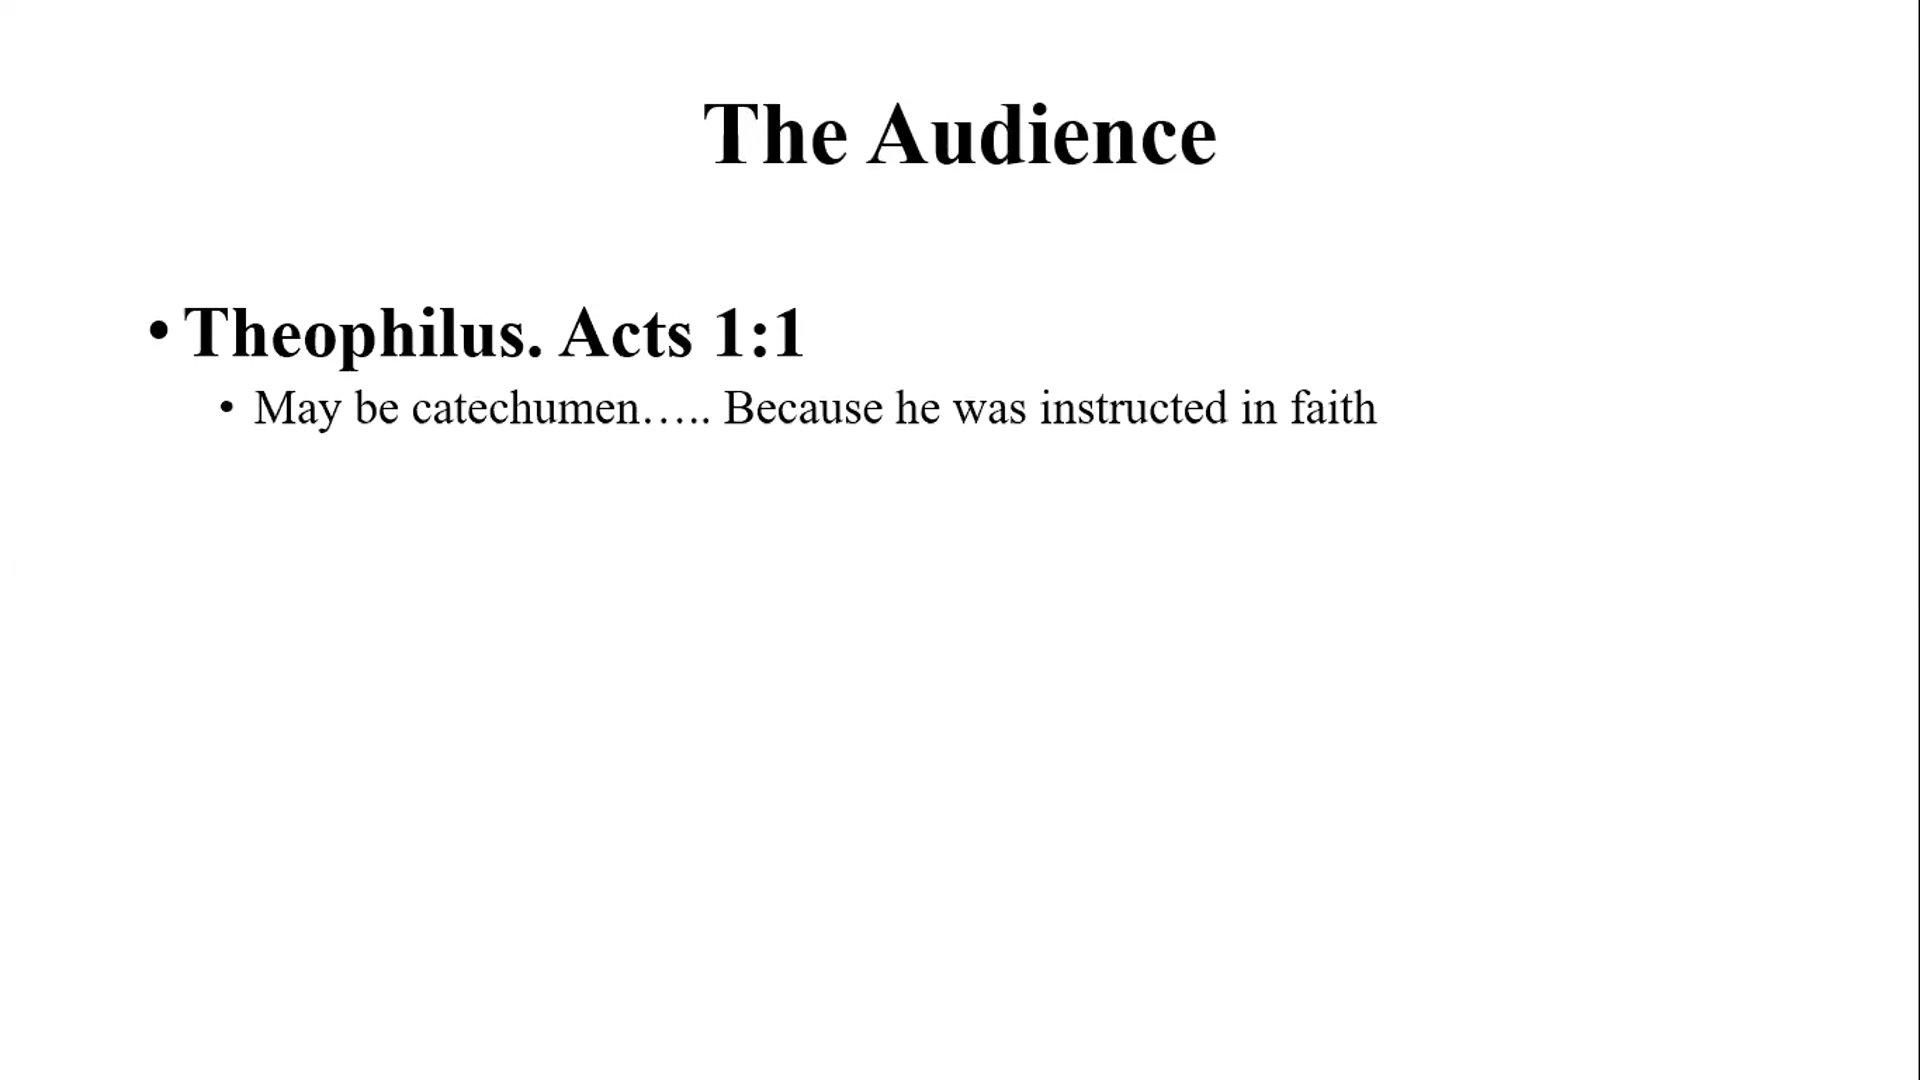 The Audience
• Theophilus. Acts 1:1
• May be catechumen….. Because he was instructed in faith